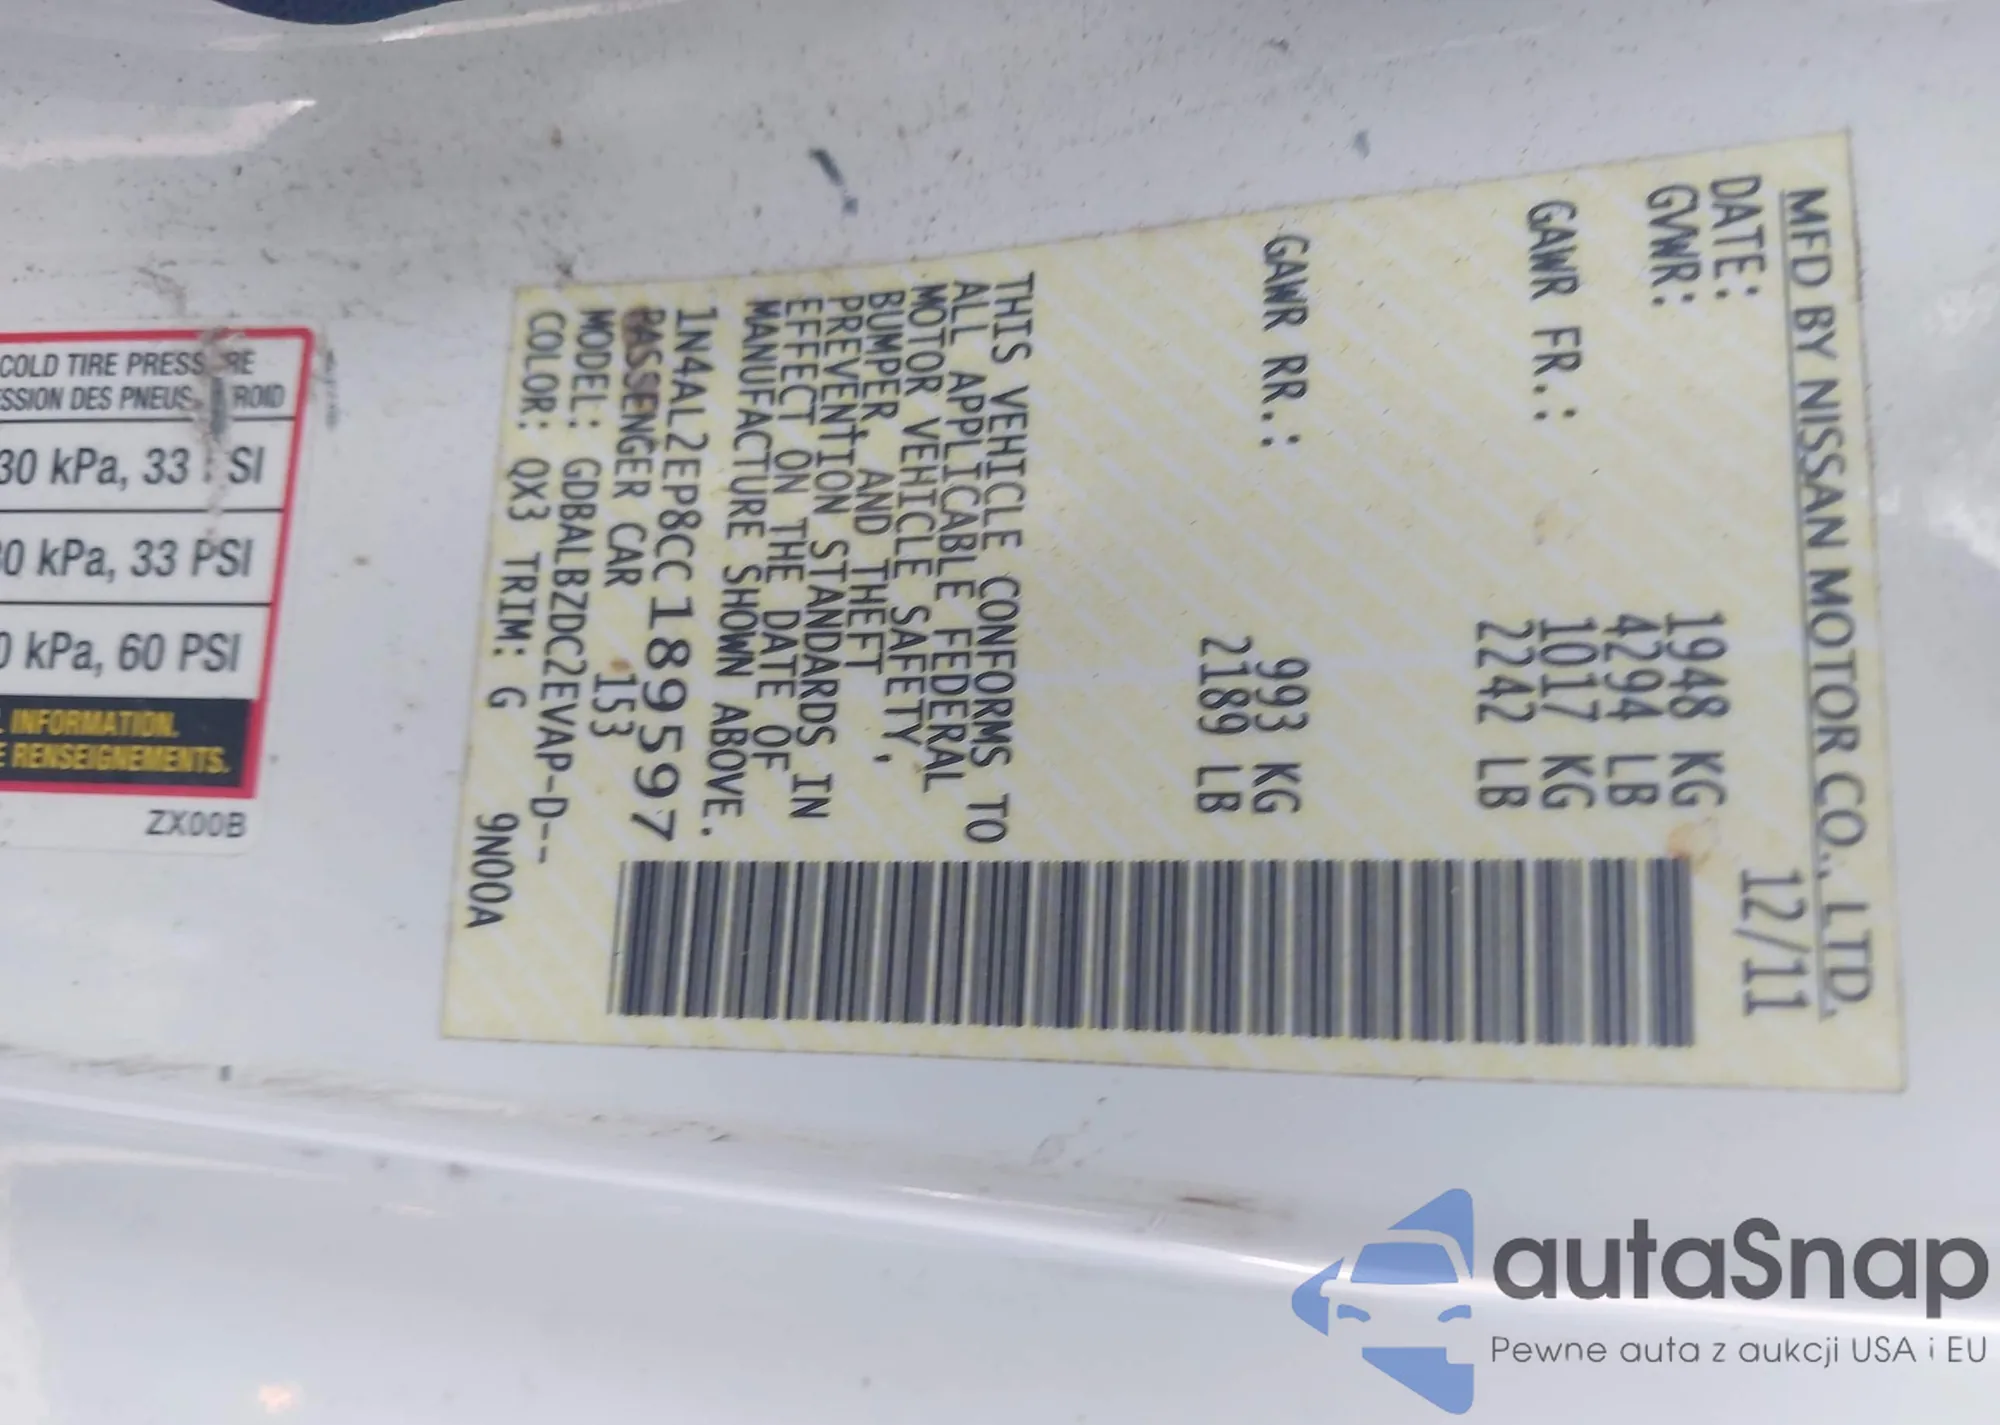 MFD BY NISSAN MOTOR CO., LTD.
DATE: 12/11
GVWR: 1948 KG
4294 LB
GAWR FR.: 1017 KG
2242 LB
GAWR RR.: 993 KG
2189 LB
THIS VEHICLE CONFORMS TO
ALL APPLICABLE FEDERAL
MOTOR VEHICLE SAFETY,
BUMPER, AND THEFT
PREVENTION STANDARDS IN
EFFECT ON THE DATE OF
MANUFACTURE SHOWN ABOVE.
1N4AL2EP8CC189597
PASSENGER CAR 153
MODEL: GDBALBZDC2EVAP-D--
COLOR: QX3 TRIM: G 9N00A
COLD TIRE PRESSURE
SSION DES PNEUS ROID
30 kPa, 33 PSI
30 kPa, 33 PSI
0 kPa, 60 PSI
INFORMATION.
E RENSEIGNEMENTS.
ZX00B
autaSnap
Pewne auta z aukcji USA i EU